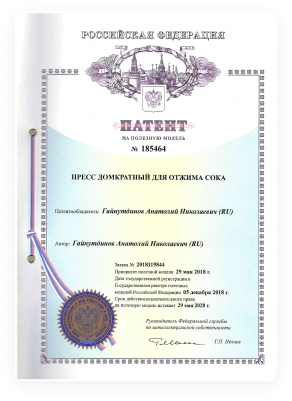 РОССИЙСКАЯ ФЕДЕРАЦИЯ
ПАТЕНТ
НА ПОЛЕЗНУЮ МОДЕЛЬ
№ 185464
ПРЕСС ДОМКРАТНЫЙ ДЛЯ ОТЖИМА СОКА
Патентообладатель: Гайнутдинов Анатолий Николаевич (RU)
Автор: Гайнутдинов Анатолий Николаевич (RU)
Заявка № 2018119844
Приоритет полезной модели 29 мая 2018 г.
Дата государственной регистрации в
Государственном реестре полезных
моделей Российской Федерации 05 декабря 2018 г.
Срок действия исключительного права
на полезную модель истекает 29 мая 2028 г.
Руководитель Федеральной службы
по интеллектуальной собственности
Г.П. Ивлиев